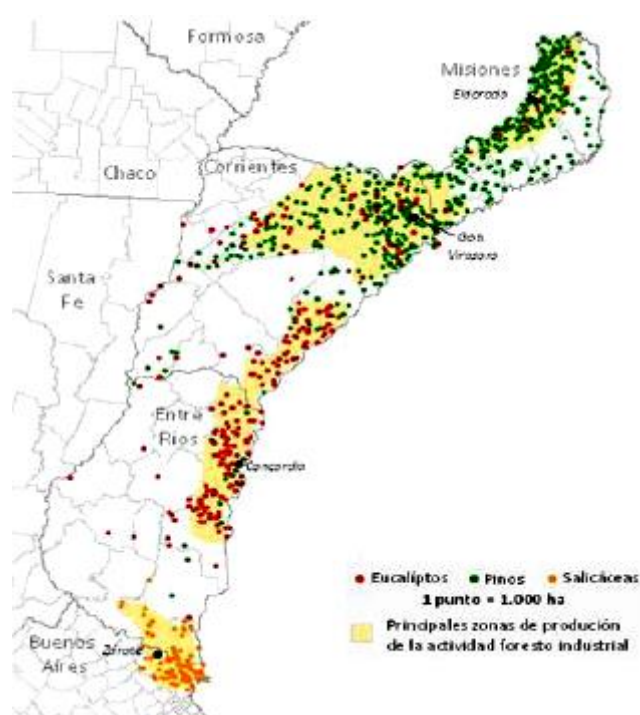 Formosa
Misiones
Eldorado
Chaco
Corrientes
Gob.
Virasoro
Santa
Fe
Entre
Ríos
Concordia
Eucaliptos Pinos Salicáceas
1 punto = 1.000 ha
Principales zonas de produción
de la actividad foresto industrial
Buenos
Aires
Zárate